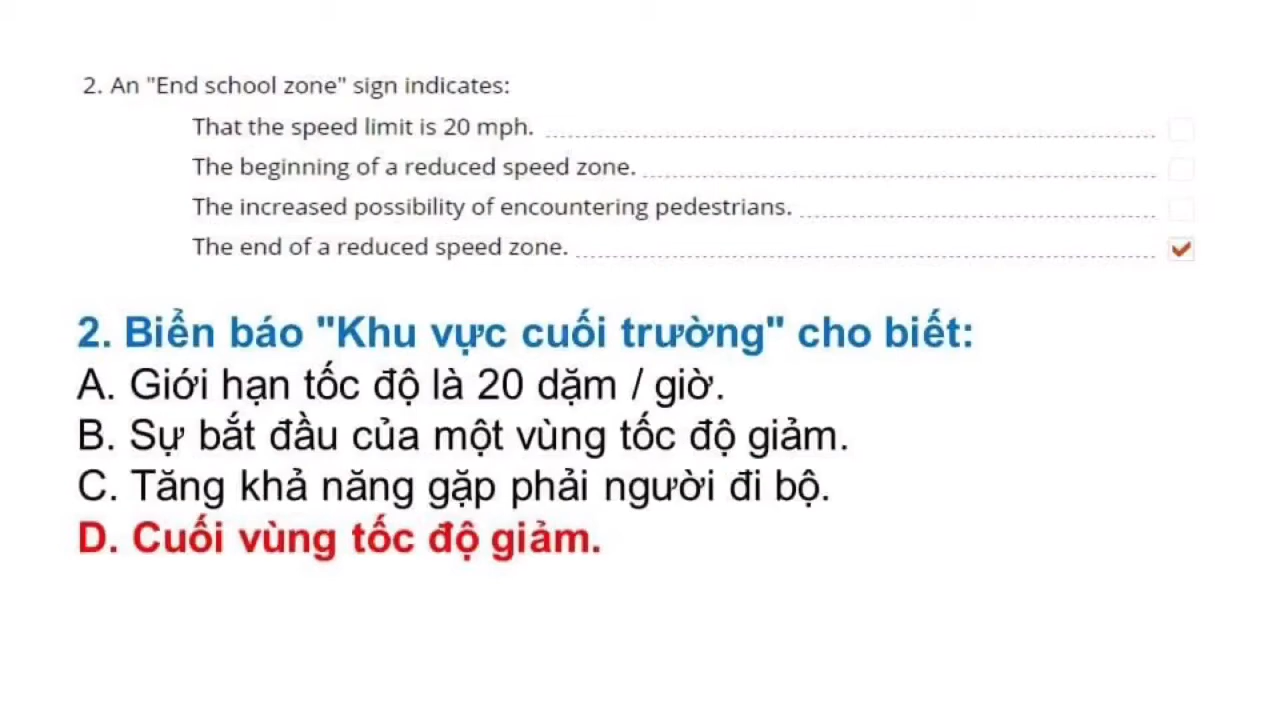 2. An "End school zone" sign indicates:
That the speed limit is 20 mph.
The beginning of a reduced speed zone.
The increased possibility of encountering pedestrians.
The end of a reduced speed zone.
2. Biển báo "Khu vực cuối trường" cho biết:
A. Giới hạn tốc độ là 20 dặm / giờ.
B. Sự bắt đầu của một vùng tốc độ giảm.
C. Tăng khả năng gặp phải người đi bộ.
D. Cuối vùng tốc độ giảm.